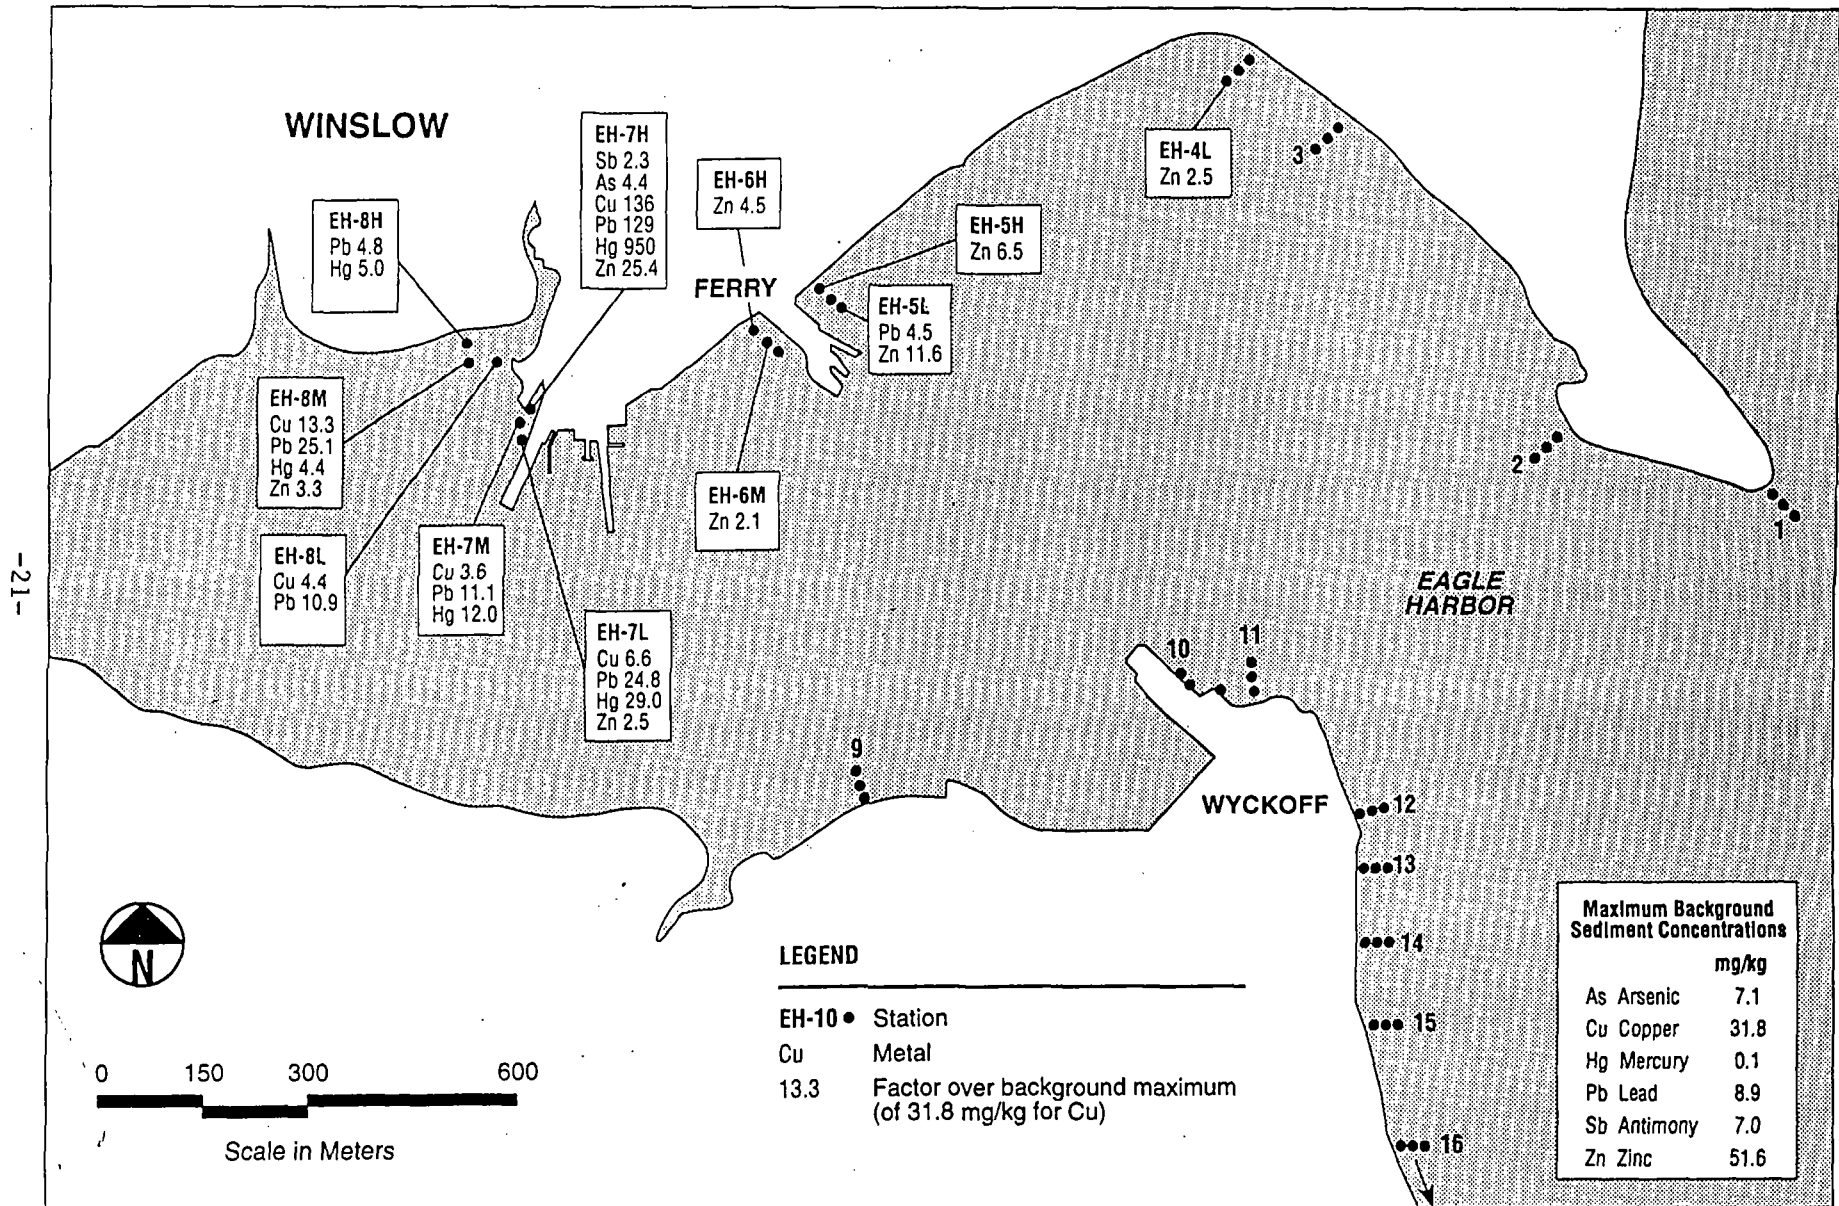 WINSLOW
EH-7H
Sb 2.3
As 4.4
Cu 136
Pb 129
Hg 950
Zn 25.4
EH-6H
Zn 4.5
EH-4L
Zn 2.5
3
EH-8H
Pb 4.8
Hg 5.0
EH-5H
Zn 6.5
FERRY
EH-5L
Pb 4.5
Zn 11.6
EH-8M
Cu 13.3
Pb 25.1
Hg 4.4
Zn 3.3
2
EH-6M
Zn 2.1
1
EH-8L
Cu 4.4
Pb 10.9
EH-7M
Cu 3.6
Pb 11.1
Hg 12.0
-21-
EAGLE
HARBOR
EH-7L
Cu 6.6
Pb 24.8
Hg 29.0
Zn 2.5
10
11
9
WYCKOFF
12
13
14
15
16
N
0 150 300 600
Scale in Meters
LEGEND
EH-10 ● Station
Cu Metal
13.3 Factor over background maximum
(of 31.8 mg/kg for Cu)
Maximum Background
Sediment Concentrations
mg/kg
As Arsenic 7.1
Cu Copper 31.8
Hg Mercury 0.1
Pb Lead 8.9
Sb Antimony 7.0
Zn Zinc 51.6